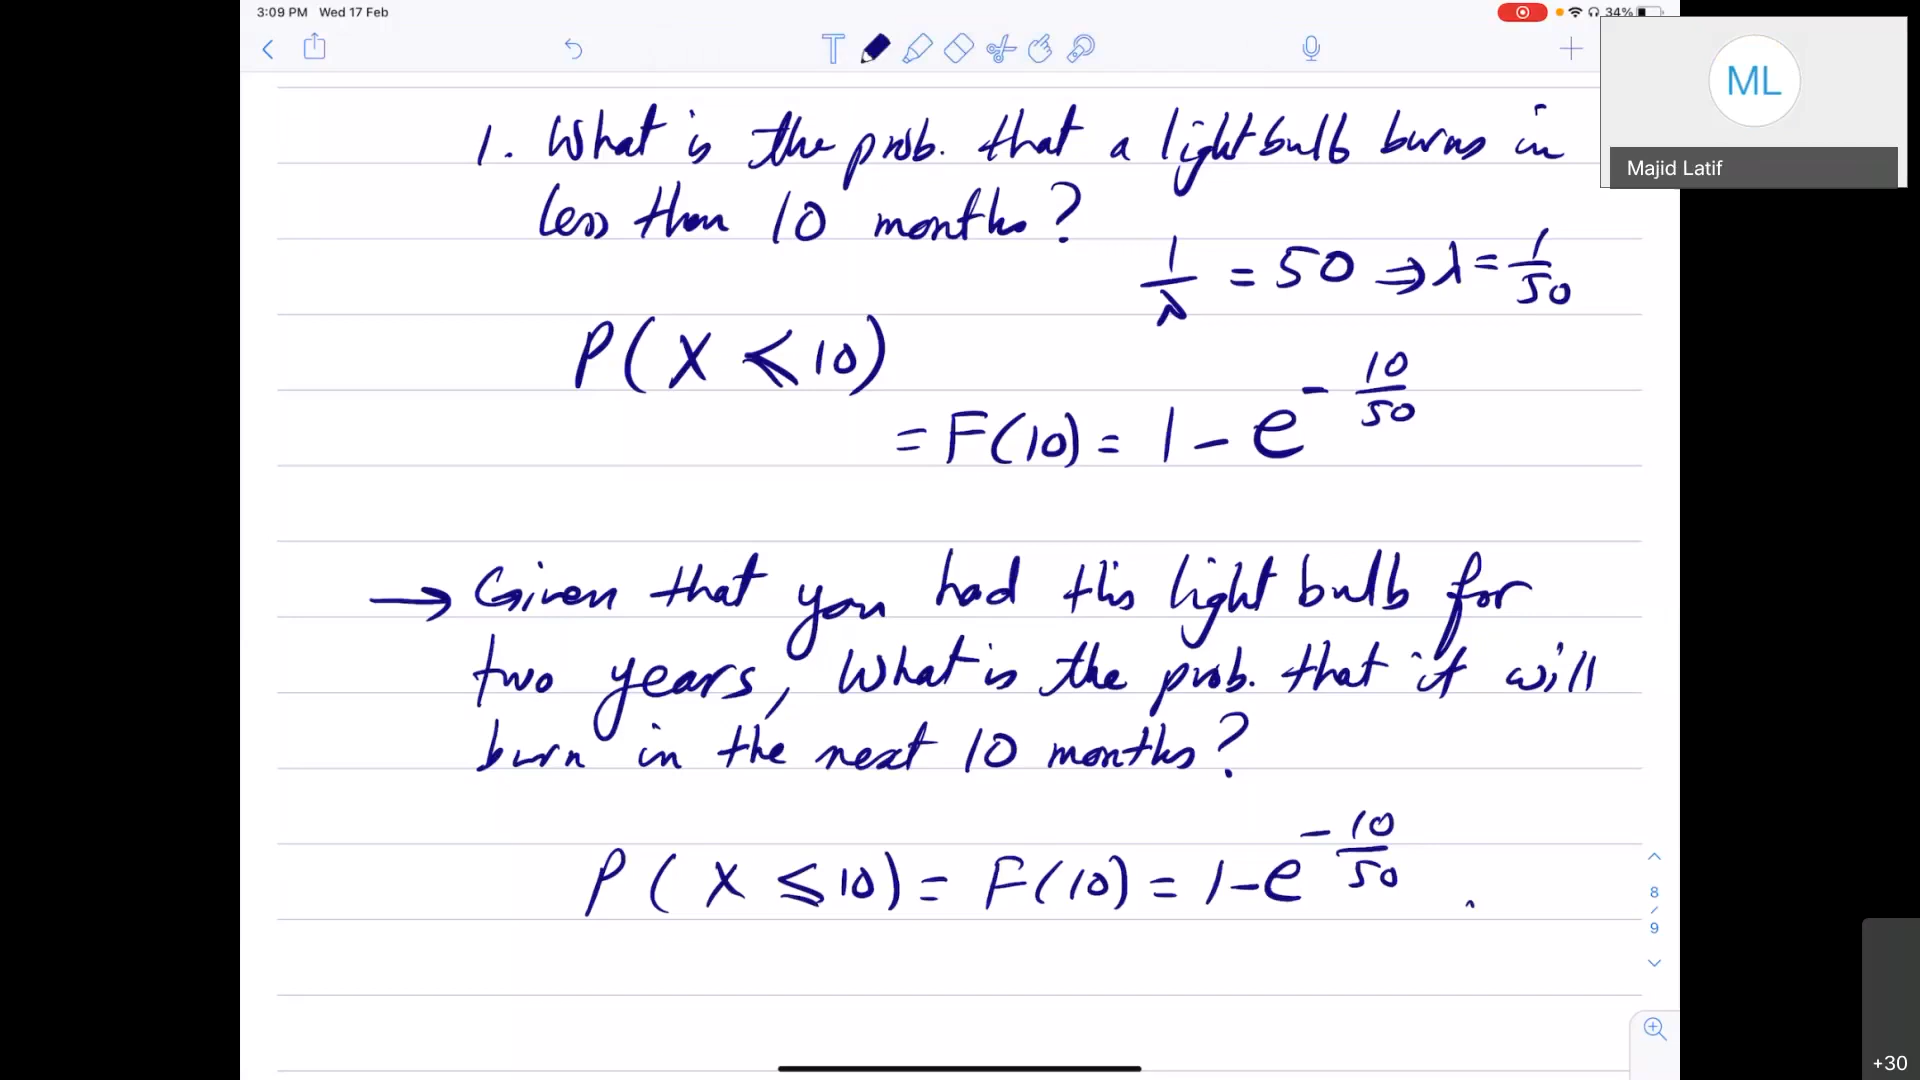 3:09 PM Wed 17 Feb
34%
ML
Majid Latif
1. What is the prob. that a lightbulb burns in
less than 10 months?
1/λ = 50 ⇒ λ = 1/50
P(X ≤ 10)
= F(10) = 1 - e^{-10/50}
→ Given that you had this light bulb for
two years, What is the prob. that it will
burn in the next 10 months?
P(X ≤ 10) = F(10) = 1 - e^{-10/50} .
8
/
9
+30